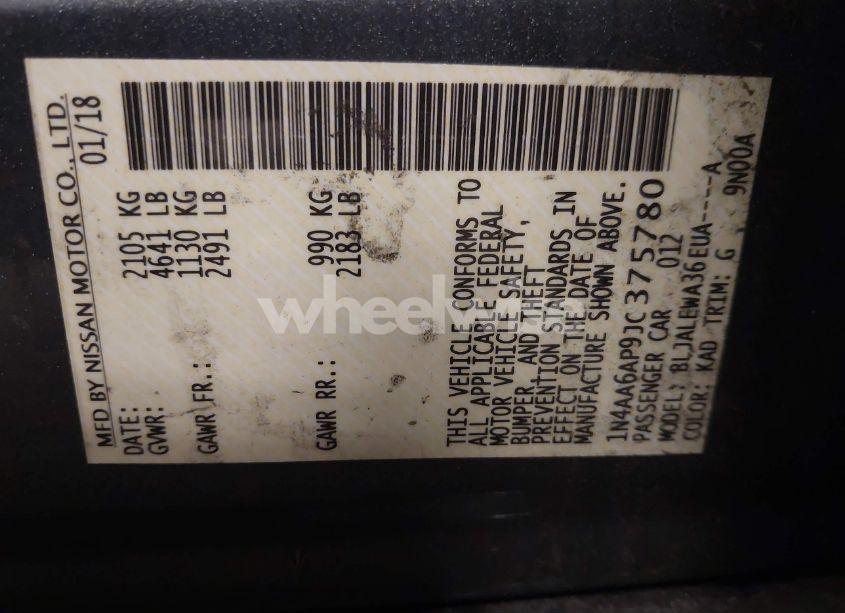 MFD BY NISSAN MOTOR CO., LTD.
DATE: 01/18
GVWR: 2105 KG
4641 LB
GAWR FR.: 1130 KG
2491 LB
GAWR RR.: 990 KG
2183 LB
THIS VEHICLE CONFORMS TO
ALL APPLICABLE FEDERAL
MOTOR VEHICLE SAFETY,
BUMPER, AND THEFT
PREVENTION STANDARDS IN
EFFECT ON THE DATE OF
MANUFACTURE SHOWN ABOVE.
1N4AA6AP9JC375780
PASSENGER CAR 012
MODEL: BLJALEWA36EUA----A
COLOR: KAD TRIM: G 9N00A